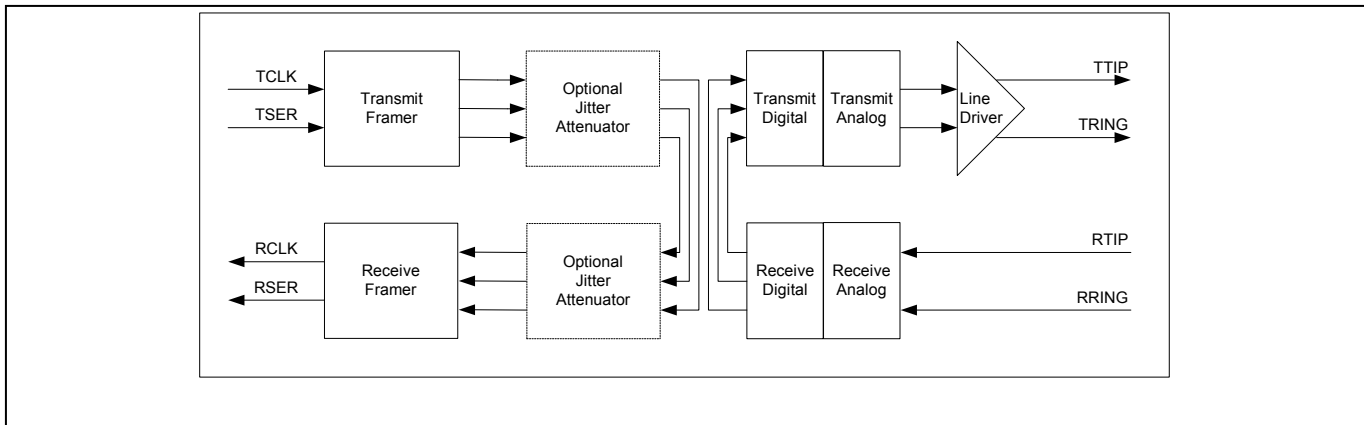 TCLK
TSER
Transmit
Framer
Optional
Jitter
Attenuator
Transmit
Digital
Transmit
Analog
Line
Driver
TTIP
TRING
RCLK
RSER
Receive
Framer
Optional
Jitter
Attenuator
Receive
Digital
Receive
Analog
RTIP
RRING